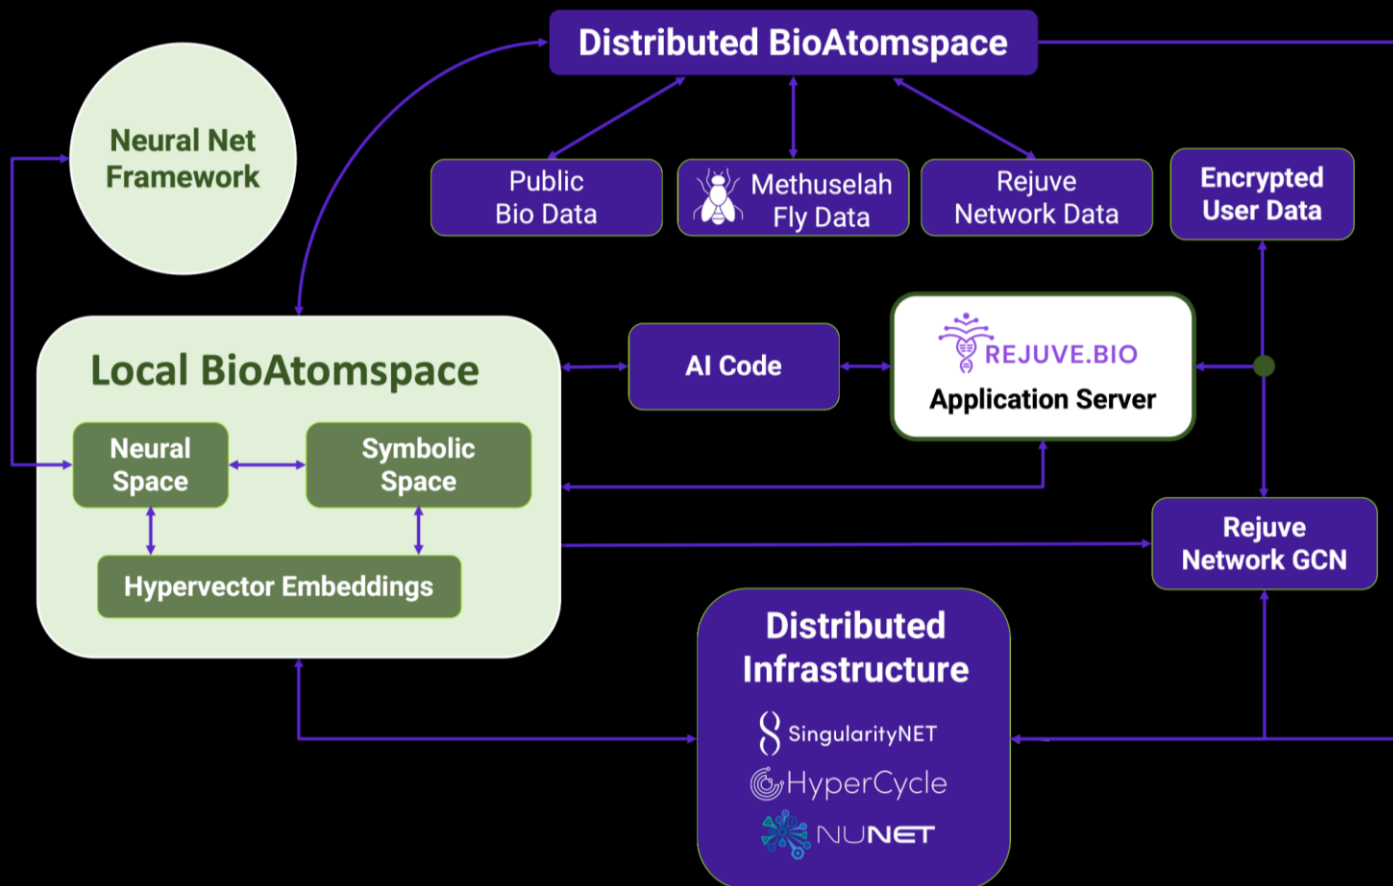 Distributed BioAtomspace
Neural Net
Framework
Public
Bio Data
Methuselah
Fly Data
Rejuve
Network Data
Encrypted
User Data
Local BioAtomspace
AI Code
REJUVE.BIO
Application Server
Neural
Space
Symbolic
Space
Hypervector Embeddings
Rejuve
Network GCN
Distributed
Infrastructure
SingularityNET
HyperCycle
NUNET